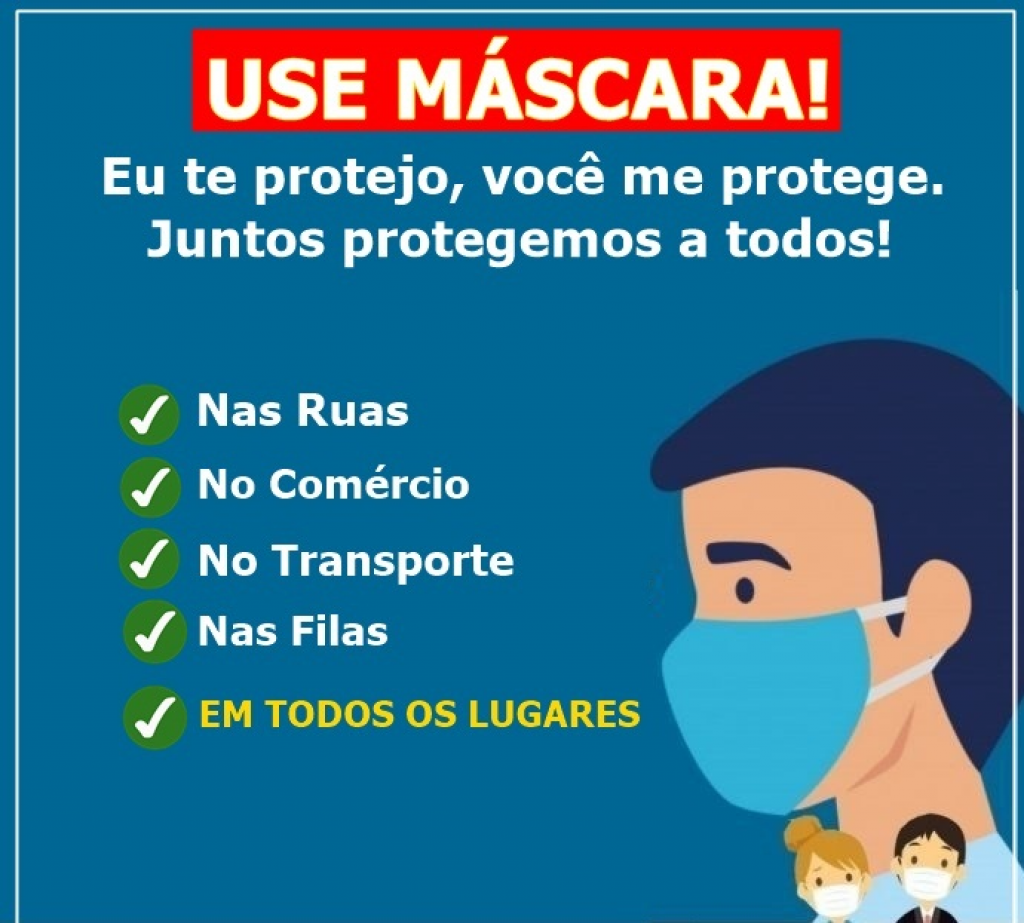 USE MÁSCARA!
Eu te protejo, você me protege.
Juntos protegemos a todos!
Nas Ruas
No Comércio
No Transporte
Nas Filas
EM TODOS OS LUGARES